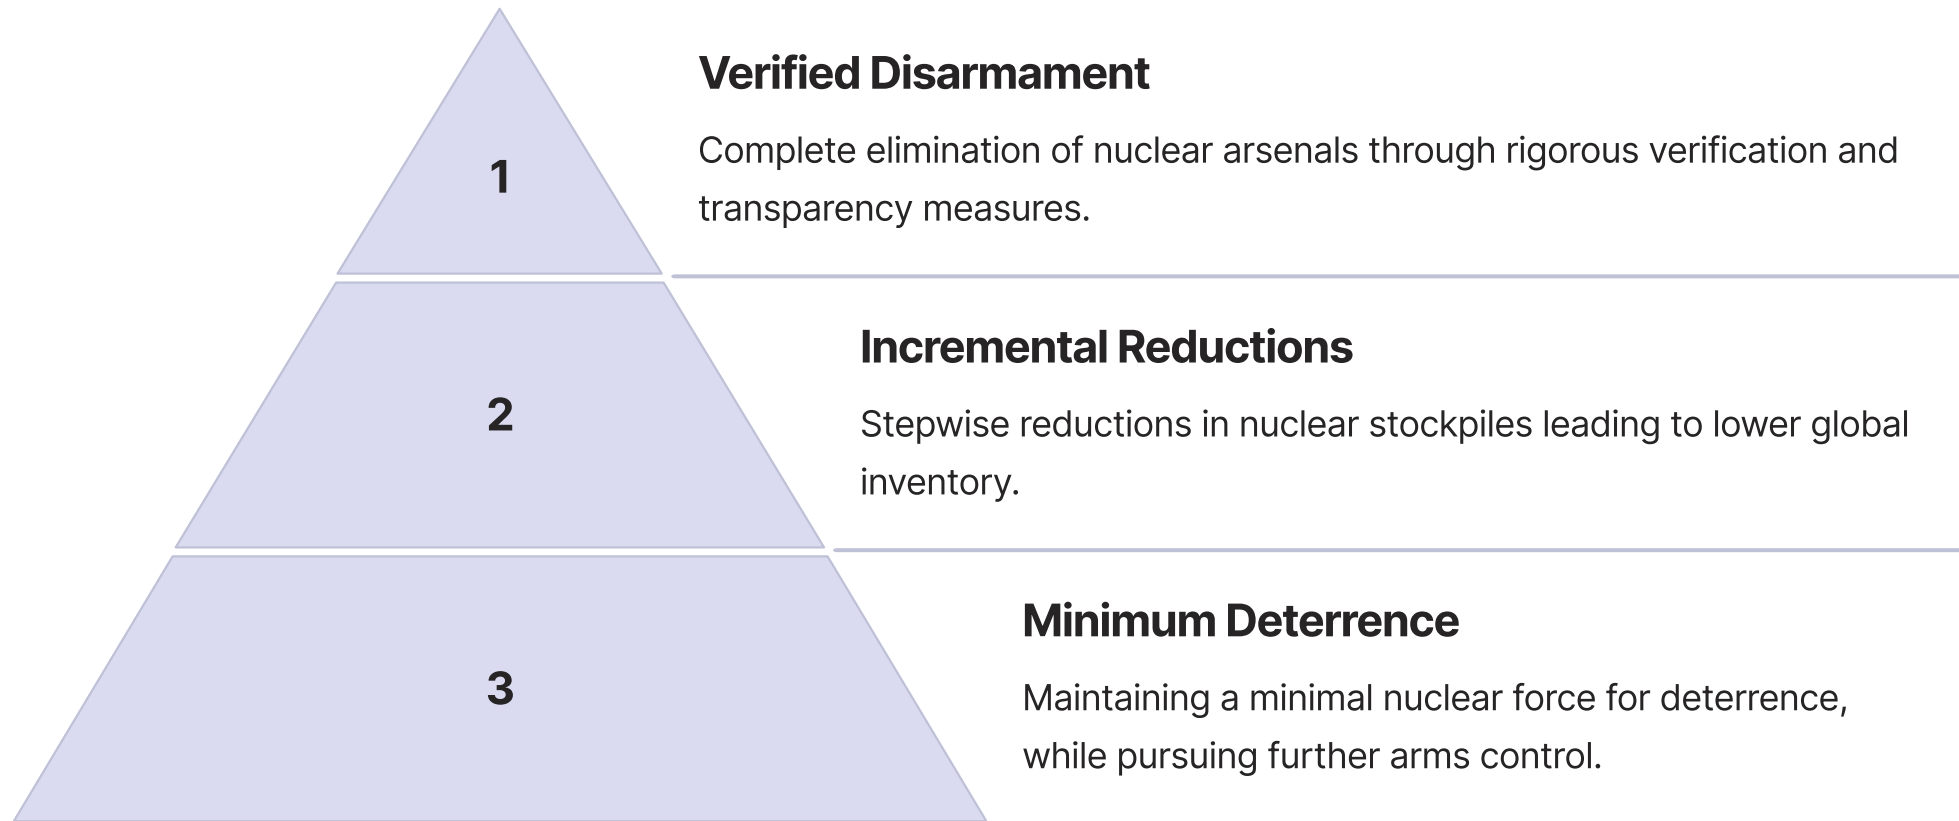 1
Verified Disarmament
Complete elimination of nuclear arsenals through rigorous verification and
transparency measures.
2
Incremental Reductions
Stepwise reductions in nuclear stockpiles leading to lower global
inventory.
3
Minimum Deterrence
Maintaining a minimal nuclear force for deterrence,
while pursuing further arms control.